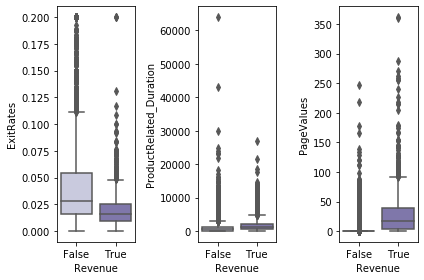 ExitRates
0.200
0.175
0.150
0.125
0.100
0.075
0.050
0.025
0.000
False True
Revenue
ProductRelated_Duration
60000
50000
40000
30000
20000
10000
0
False True
Revenue
PageValues
350
300
250
200
150
100
50
0
False True
Revenue